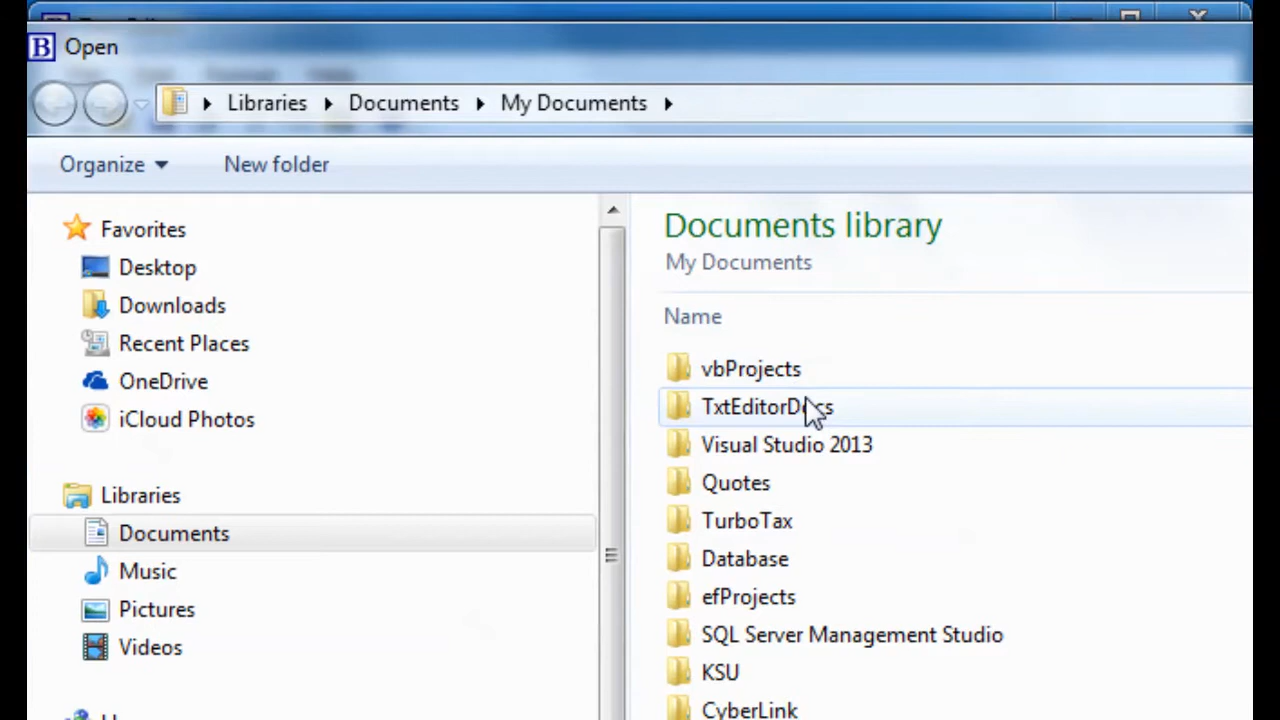 B Open
Libraries Documents My Documents
Organize New folder
Favorites
Desktop
Downloads
Recent Places
OneDrive
iCloud Photos
Libraries
Documents
Music
Pictures
Videos
Documents library
My Documents
Name
vbProjects
TxtEditorDocs
Visual Studio 2013
Quotes
TurboTax
Database
efProjects
SQL Server Management Studio
KSU
CyberLink